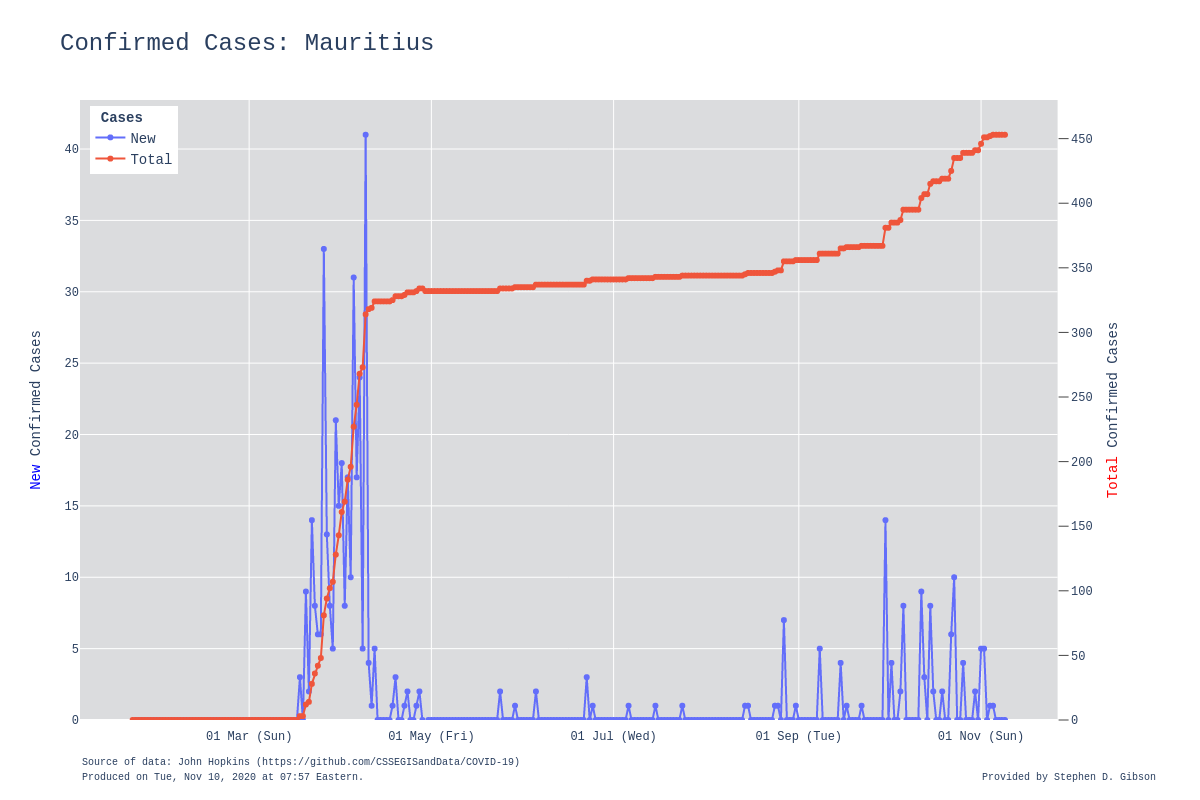 Confirmed Cases: Mauritius
Cases
New
Total
40
35
30
25
20
15
10
5
0
450
400
350
300
250
200
150
100
50
0
New Confirmed Cases
Total Confirmed Cases
01 Mar (Sun)
01 May (Fri)
01 Jul (Wed)
01 Sep (Tue)
01 Nov (Sun)
Source of data: John Hopkins (https://github.com/CSSEGISandData/COVID-19)
Produced on Tue, Nov 10, 2020 at 07:57 Eastern.
Provided by Stephen D. Gibson